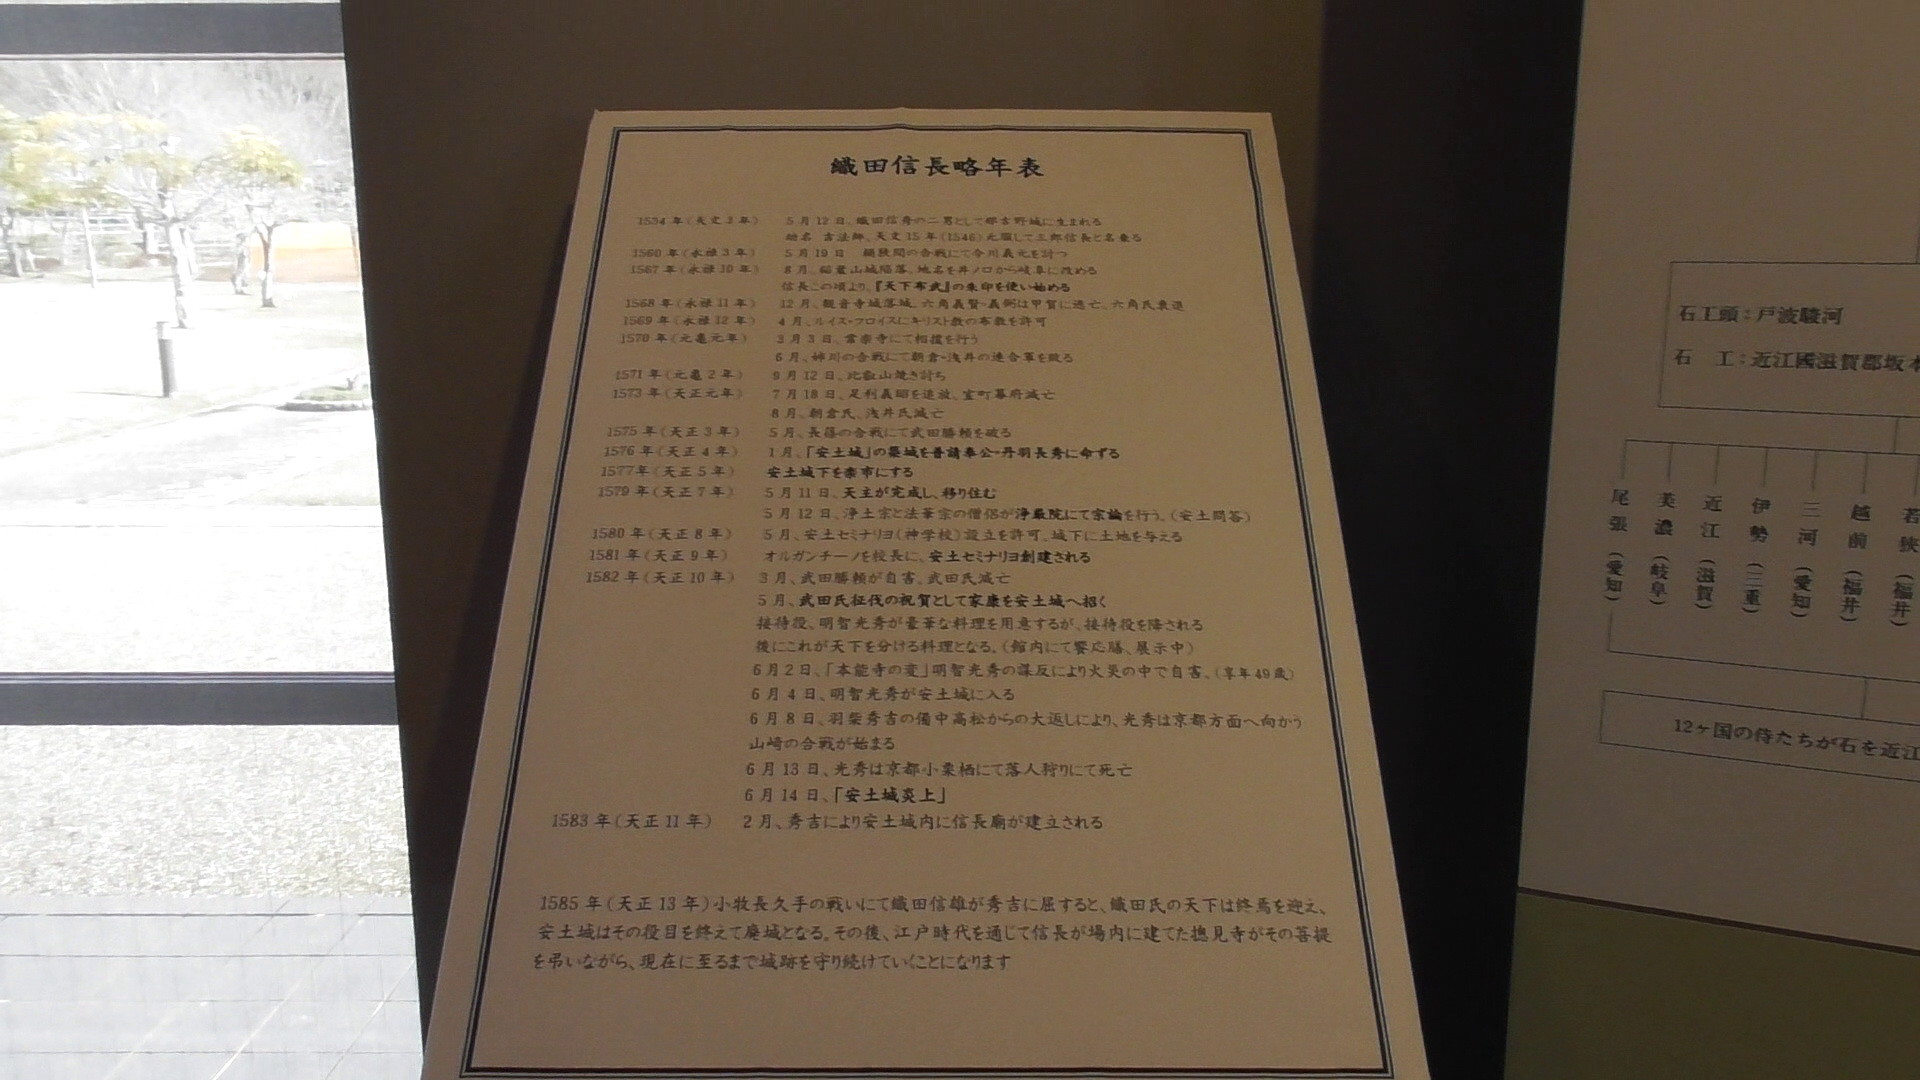 織田信長略年表
1534年(天文3年) 5月12日、織田信秀の二男として那古野城に生まれる
幼名 吉法師、天文15年(1546)元服して三郎信長と名乗る
1560年(永禄3年) 5月19日 桶狭間の合戦にて今川義元を討つ
1567年(永禄10年) 8月、稲葉山城陥落、地名を井ノ口から岐阜に改める
信長この頃より、『天下布武』の朱印を使い始める
1568年(永禄11年) 12月、観音寺城落城、六角義賢・義弼は甲賀に逃亡、六角氏衰退
1569年(永禄12年) 4月、ルイス・フロイスにキリスト教の布教を許可
1570年(元亀元年) 3月3日、常楽寺にて相撲を行う
6月、姉川の合戦にて朝倉・浅井の連合軍を破る
1571年(元亀2年) 9月12日、比叡山焼き討ち
1573年(天正元年) 7月18日、足利義昭を追放、室町幕府滅亡
8月、朝倉氏、浅井氏滅亡
1575年(天正3年) 5月、長篠の合戦にて武田勝頼を破る
1576年(天正4年) 1月、「安土城」の築城を普請奉公・丹羽長秀に命ずる
1577年(天正5年) 安土城下を楽市にする
1579年(天正7年) 5月11日、天主が完成し、移り住む
5月12日、浄土宗と法華宗の僧侶が浄厳院にて宗論を行う。(安土問答)
1580年(天正8年) 5月、安土セミナリヨ(神学校)設立を許可、城下に土地を与える
1581年(天正9年) オルガンチーノを校長に、安土セミナリヨ創建される
1582年(天正10年) 3月、武田勝頼が自害、武田氏滅亡
5月、武田氏征伐の祝賀として家康を安土城へ招く
接待役、明智光秀が豪華な料理を用意するが、接待役を降される
後にこれが天下を分ける料理となる。(館内にて饗応膳、展示中)
6月2日、「本能寺の変」明智光秀の謀反により火災の中で自害。(享年49歳)
6月4日、明智光秀が安土城に入る
6月8日、羽柴秀吉の備中高松からの大返しにより、光秀は京都方面へ向かう
山崎の合戦が始まる
6月13日、光秀は京都小栗栖にて落人狩りにて死亡
6月14日、「安土城炎上」
1583年(天正11年) 2月、秀吉により安土城内に信長廟が建立される
1585年(天正13年)小牧長久手の戦いにて織田信雄が秀吉に屈すると、織田氏の天下は終焉を迎え、
安土城はその役目を終えて廃城となる。その後、江戸時代を通じて信長が場内に建てた摠見寺がその菩提
を弔いながら、現在に至るまで城跡を守り続けていくことになります
石工頭:戸波駿河
石 工:近江國滋賀郡坂本
尾張(愛知)
美濃(岐阜)
近江(滋賀)
伊勢(三重)
三河(愛知)
越前(福井)
若狭(福井)
12ヶ国の侍たちが石を近江